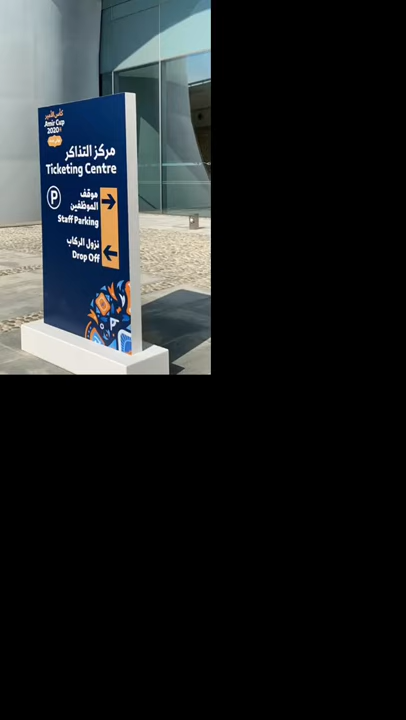 كأس الأمير
Amir Cup
2020
مركز التذاكر
Ticketing Centre
P
موقف
الموظفين
Staff Parking
نزول الركاب
Drop Off